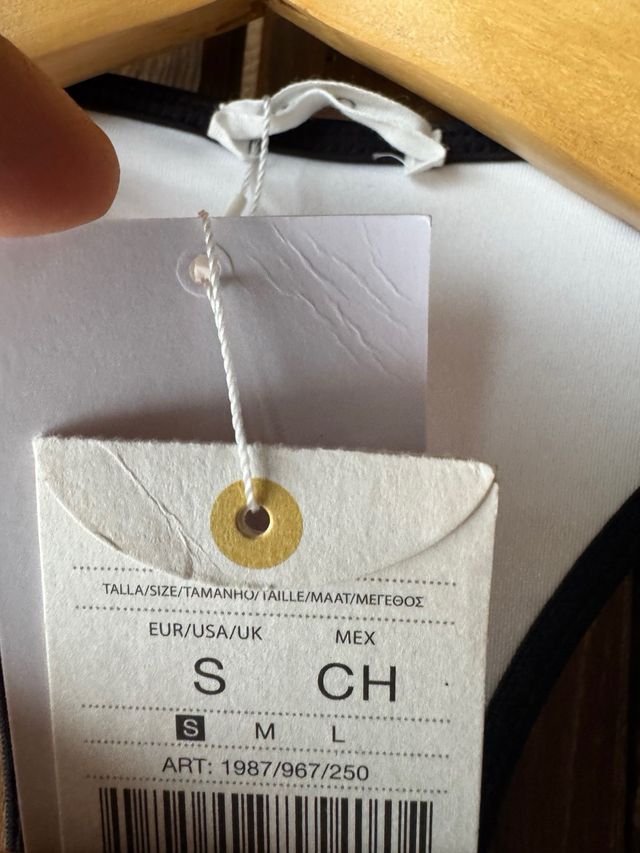 TALLA/SIZE/TAMANHO/TAILLE/MAAT/ΜΕΓΕΘΟΣ
EUR/USA/UK MEX
S CH
S M L
ART: 1987/967/250